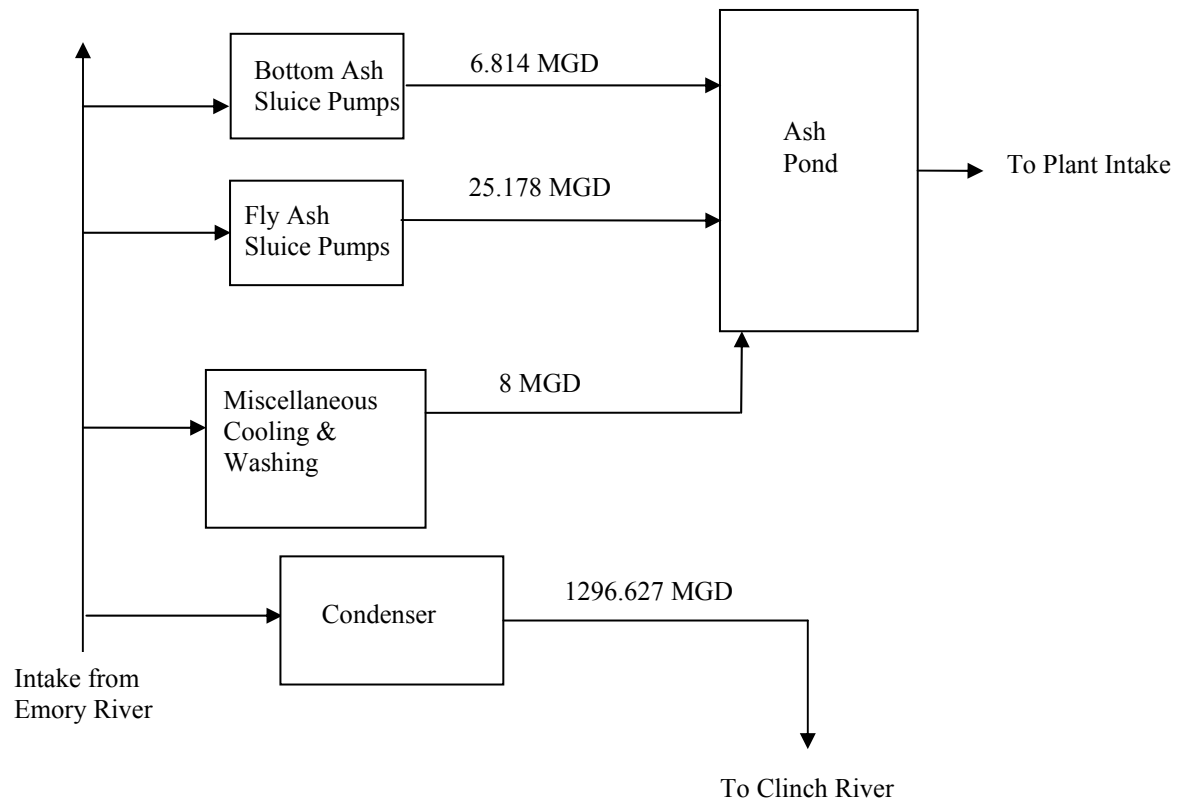 Bottom Ash
Sluice Pumps
6.814 MGD
Ash
Pond
To Plant Intake
Fly Ash
Sluice Pumps
25.178 MGD
Miscellaneous
Cooling &
Washing
8 MGD
Condenser
1296.627 MGD
Intake from
Emory River
To Clinch River